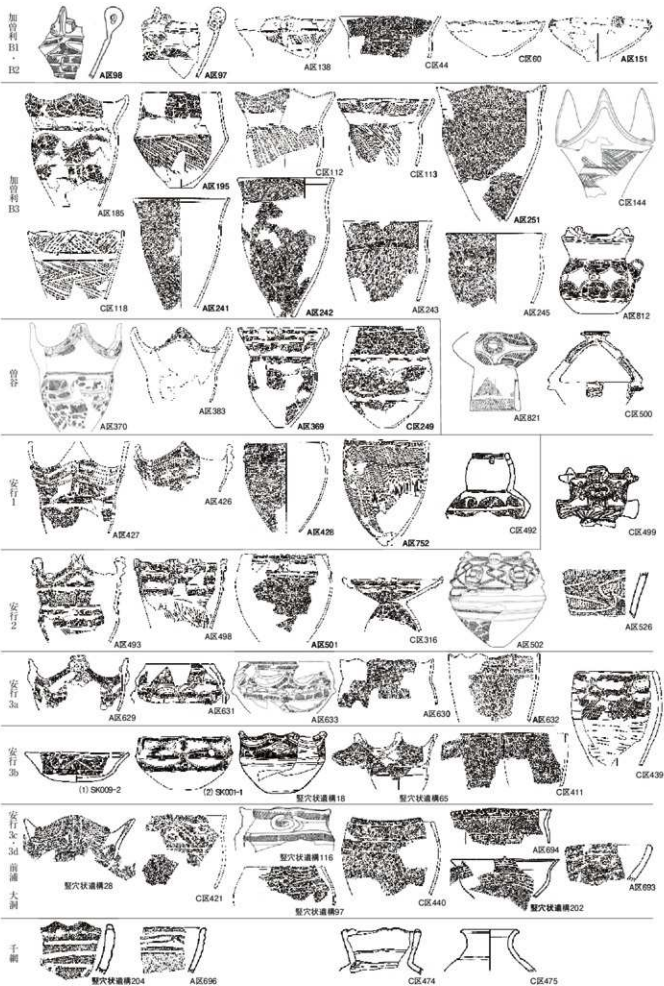 加曽利B1・B2
A区98
A区97
A区138
C区44
C区60
A区151
加曽利B3
A区185
A区195
C区112
C区113
A区251
C区144
C区118
A区241
A区242
A区243
A区245
A区812
曽谷
A区370
A区383
A区369
C区249
A区821
C区500
安行1
A区427
A区426
A区428
A区752
C区492
C区499
安行2
A区493
A区498
A区501
C区316
A区502
A区526
安行3a
A区629
A区631
A区633
A区630
A区632
C区439
安行3b
(1) SK009-2
(2) SK001-1
竪穴状遺構18
竪穴状遺構65
C区411
安行3c
3d
前浦
大洞
竪穴状遺構28
C区421
竪穴状遺構116
竪穴状遺構97
C区440
A区694
竪穴状遺構202
A区693
千網
竪穴状遺構204
A区696
C区474
C区475